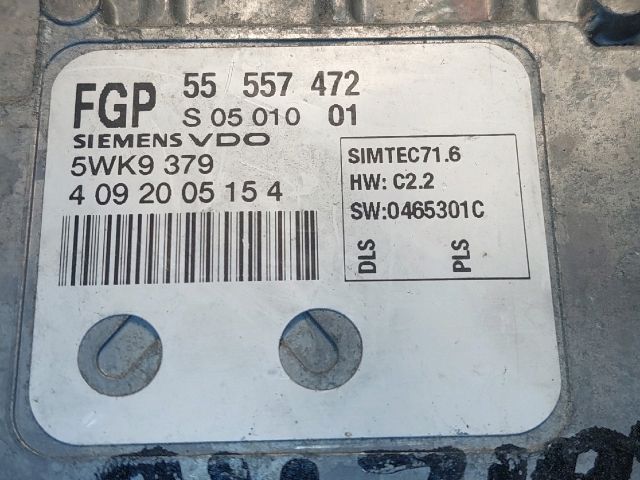 FGP 55 557 472
S 05 010 01
SIEMENS VDO
5WK9 379
4 09 20 05 15 4
SIMTEC71.6
HW: C2.2
SW:0465301C
DLS
PLS